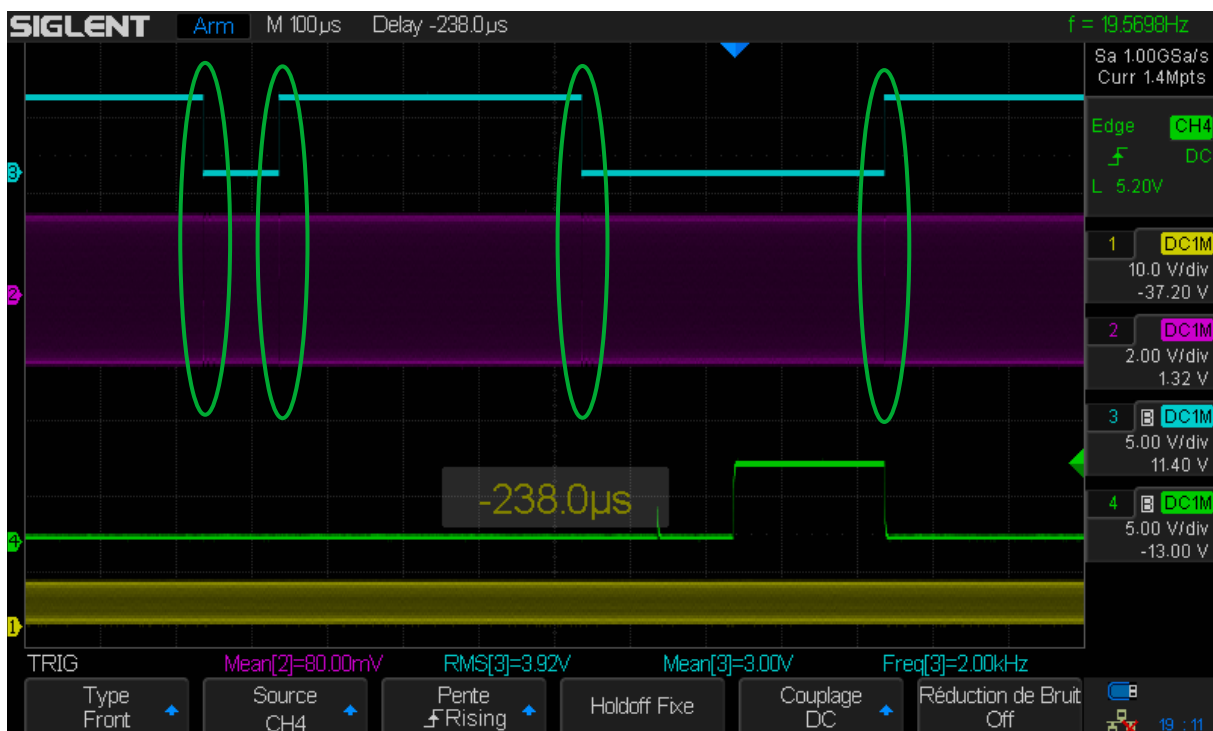 SIGLENT Arm M 100µs Delay -238.0µs f = 19.5698Hz
Sa 1.00GSa/s
Curr 1.4Mpts
Edge CH4
DC
L 5.20V
1 DC1M
10.0 V/div
-37.20 V
2 DC1M
2.00 V/div
1.32 V
3 B DC1M
5.00 V/div
11.40 V
4 B DC1M
5.00 V/div
-13.00 V
3
2
4
1
-238.0µs
TRIG Mean[2]=80.00mV RMS[3]=3.92V Mean[3]=3.00V Freq[3]=2.00kHz
Type
Front
Source
CH4
Pente
Rising
Holdoff Fixe
Couplage
DC
Réduction de Bruit
Off
19 : 11